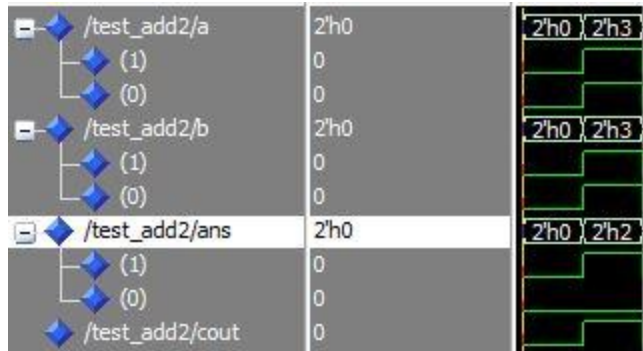 /test_add2/a 2'h0 2'h0 2'h3
(1) 0
(0) 0
/test_add2/b 2'h0 2'h0 2'h3
(1) 0
(0) 0
/test_add2/ans 2'h0 2'h0 2'h2
(1) 0
(0) 0
/test_add2/cout 0